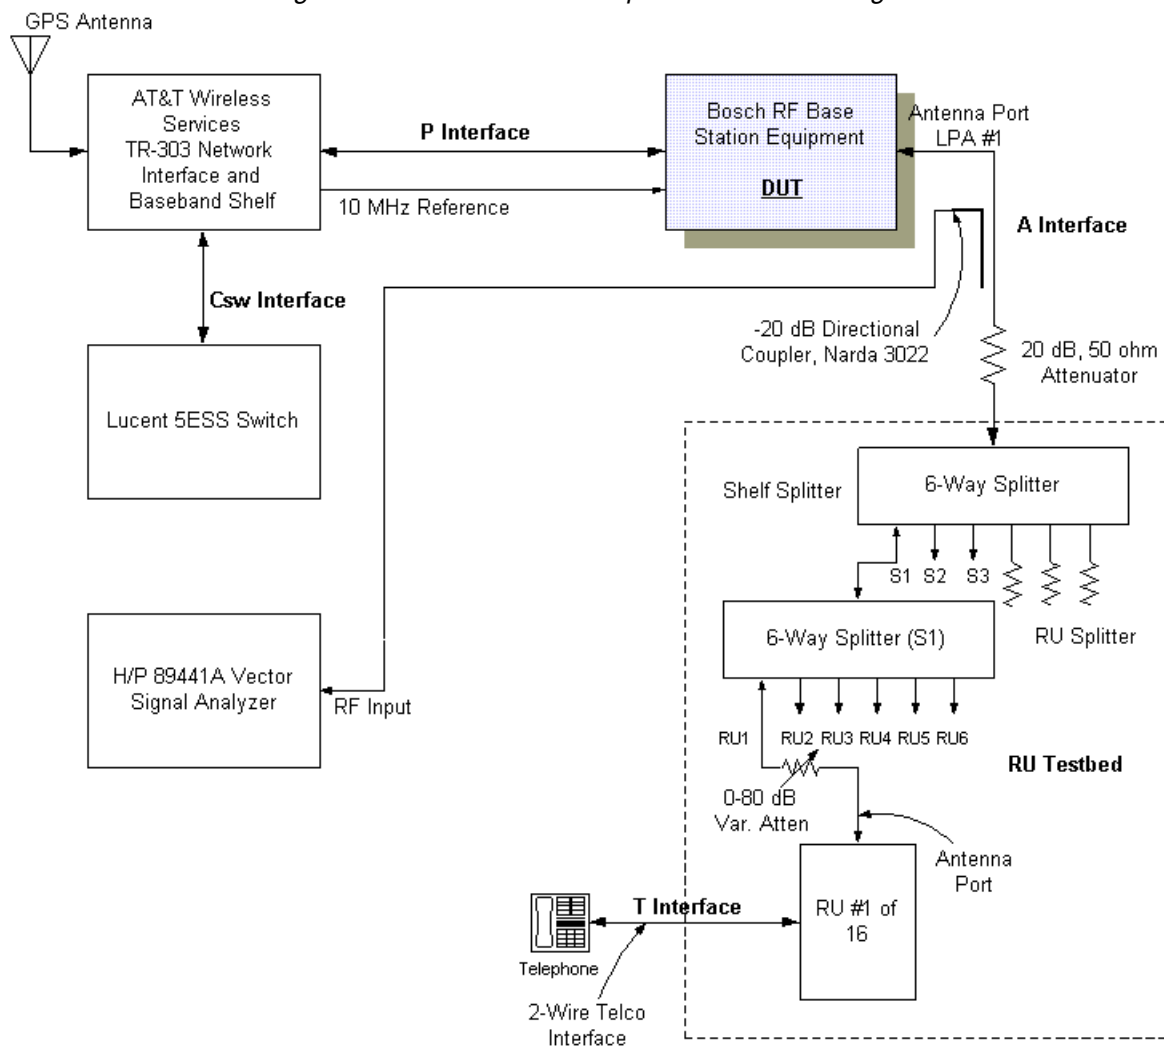 GPS Antenna
AT&T Wireless
Services
TR-303 Network
Interface and
Baseband Shelf
P Interface
10 MHz Reference
Bosch RF Base
Station Equipment
DUT
Antenna Port
LPA #1
A Interface
Csw Interface
-20 dB Directional
Coupler, Narda 3022
20 dB, 50 ohm
Attenuator
Lucent 5ESS Switch
Shelf Splitter
6-Way Splitter
S1 S2 S3
6-Way Splitter (S1)
RU Splitter
H/P 89441A Vector
Signal Analyzer
RF Input
RU1 RU2 RU3 RU4 RU5 RU6
RU Testbed
0-80 dB
Var. Atten
Antenna
Port
T Interface
RU #1 of
16
Telephone
2-Wire Telco
Interface